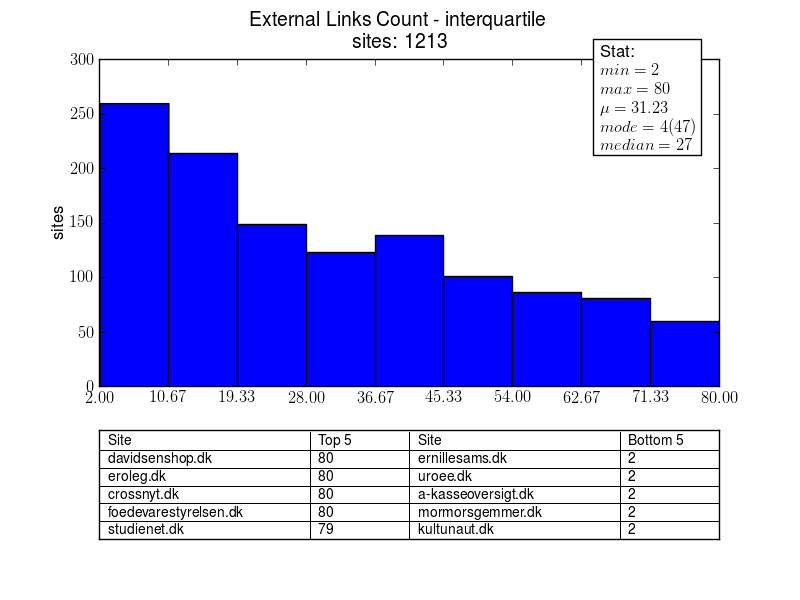 External Links Count - interquartile
sites: 1213
Stat:
min = 2
max = 80
μ = 31.23
mode = 4(47)
median = 27
300
250
200
150
100
50
0
sites
2.00 10.67 19.33 28.00 36.67 45.33 54.00 62.67 71.33 80.00
Site Top 5 Site Bottom 5
davidsenshop.dk 80 ernillesams.dk 2
eroleg.dk 80 uroee.dk 2
crossnyt.dk 80 a-kasseoversigt.dk 2
foedevarestyrelsen.dk 80 mormorsgemmer.dk 2
studienet.dk 79 kultunaut.dk 2